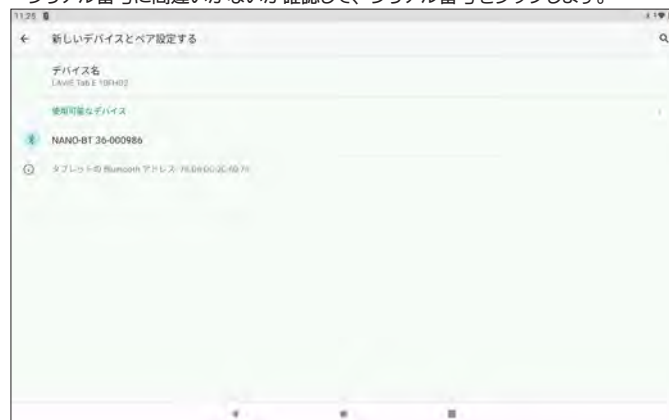 シリアル番号に間違いがないか確認して、シリアル番号をタップします。
11:25
新しいデバイスとペア設定する
デバイス名
LAVIE Tab E 10FHD2
使用可能なデバイス
NANO-BT 36-000986
タブレットの Bluetooth アドレス: